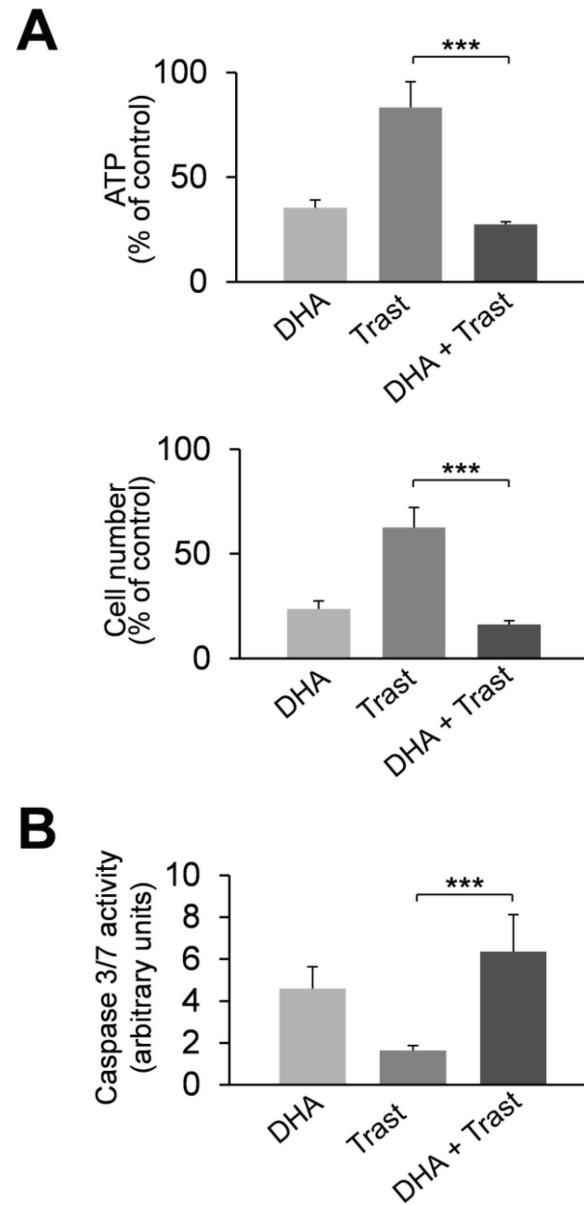 A
ATP
(% of control)
100
50
0
***
DHA
Trast
DHA + Trast
Cell number
(% of control)
100
50
0
***
DHA
Trast
DHA + Trast
B
Caspase 3/7 activity
(arbitrary units)
10
8
6
4
2
0
***
DHA
Trast
DHA + Trast